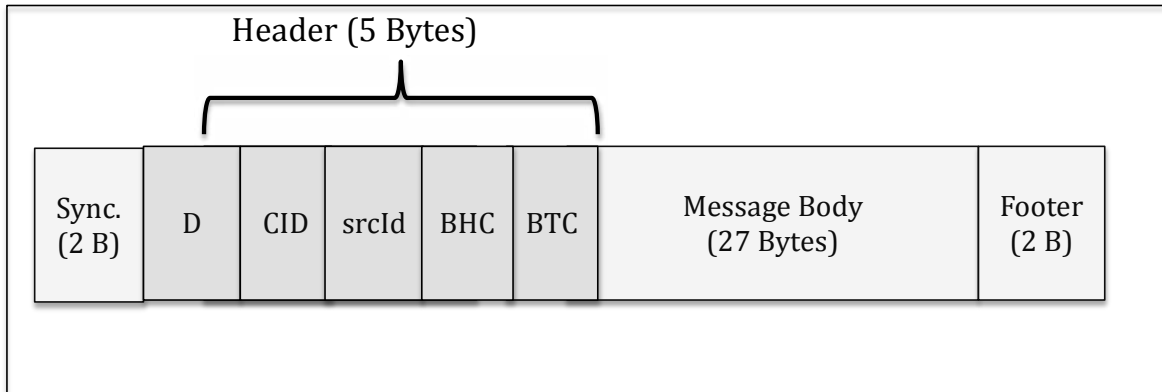 Header (5 Bytes)
Sync.
(2 B)
D
CID
srcId
BHC
BTC
Message Body
(27 Bytes)
Footer
(2 B)